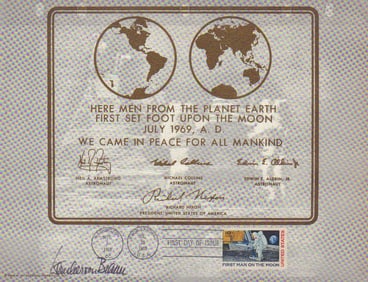 HERE MEN FROM THE PLANET EARTH
FIRST SET FOOT UPON THE MOON
JULY 1969, A. D.
WE CAME IN PEACE FOR ALL MANKIND
NEIL A. ARMSTRONG
ASTRONAUT
MICHAEL COLLINS
ASTRONAUT
EDWIN E. ALDRIN, JR.
ASTRONAUT
RICHARD NIXON
PRESIDENT, UNITED STATES OF AMERICA
FIRST DAY OF ISSUE
FIRST MAN ON THE MOON